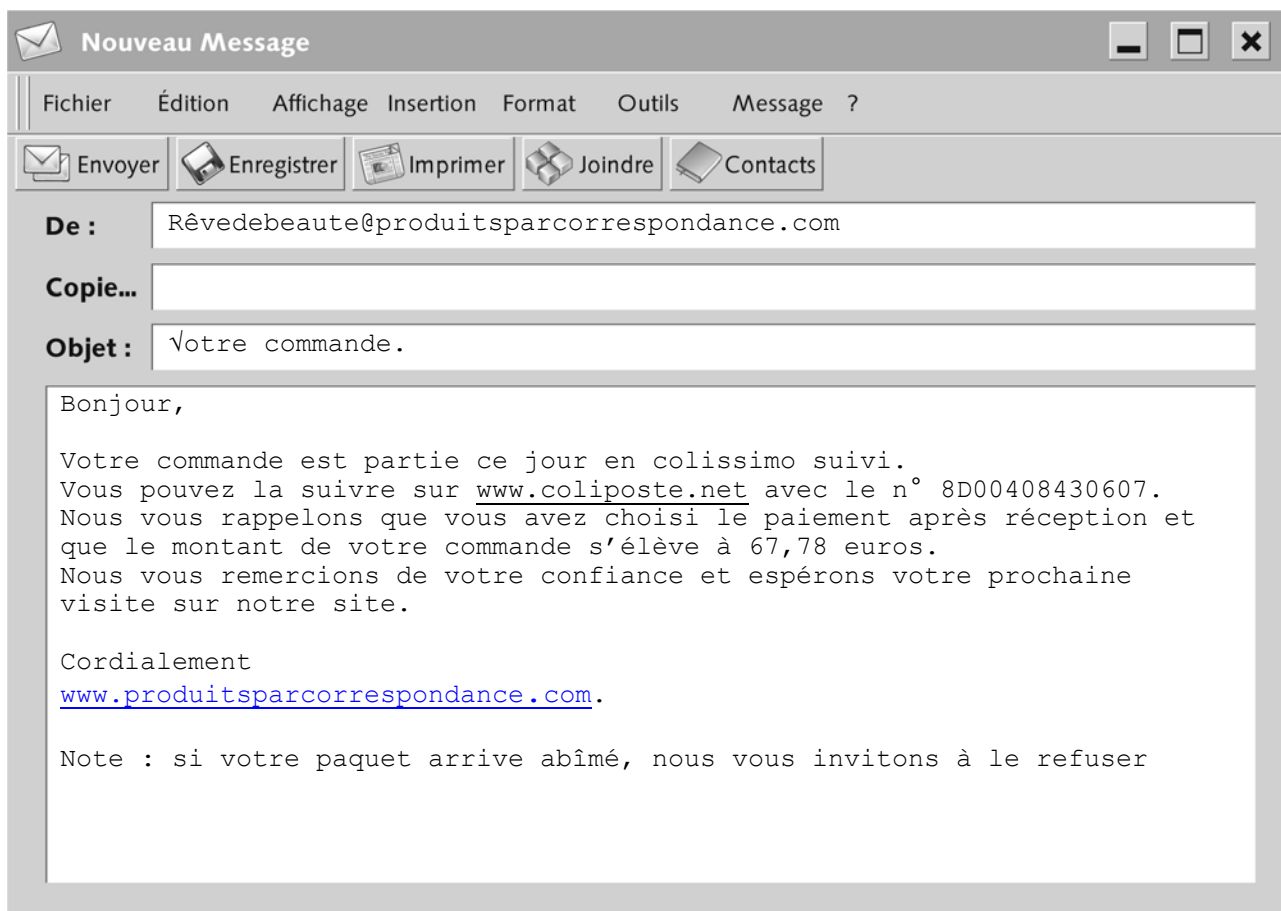 Nouveau Message
Fichier Édition Affichage Insertion Format Outils Message ?
Envoyer Enregistrer Imprimer Joindre Contacts
De : Rêvedebeaute@produitsparcorrespondance.com
Copie...
Objet : √otre commande.
Bonjour,
Votre commande est partie ce jour en colissimo suivi.
Vous pouvez la suivre sur www.coliposte.net avec le n° 8D00408430607.
Nous vous rappelons que vous avez choisi le paiement après réception et
que le montant de votre commande s’élève à 67,78 euros.
Nous vous remercions de votre confiance et espérons votre prochaine
visite sur notre site.
Cordialement
www.produitsparcorrespondance.com.
Note : si votre paquet arrive abîmé, nous vous invitons à le refuser